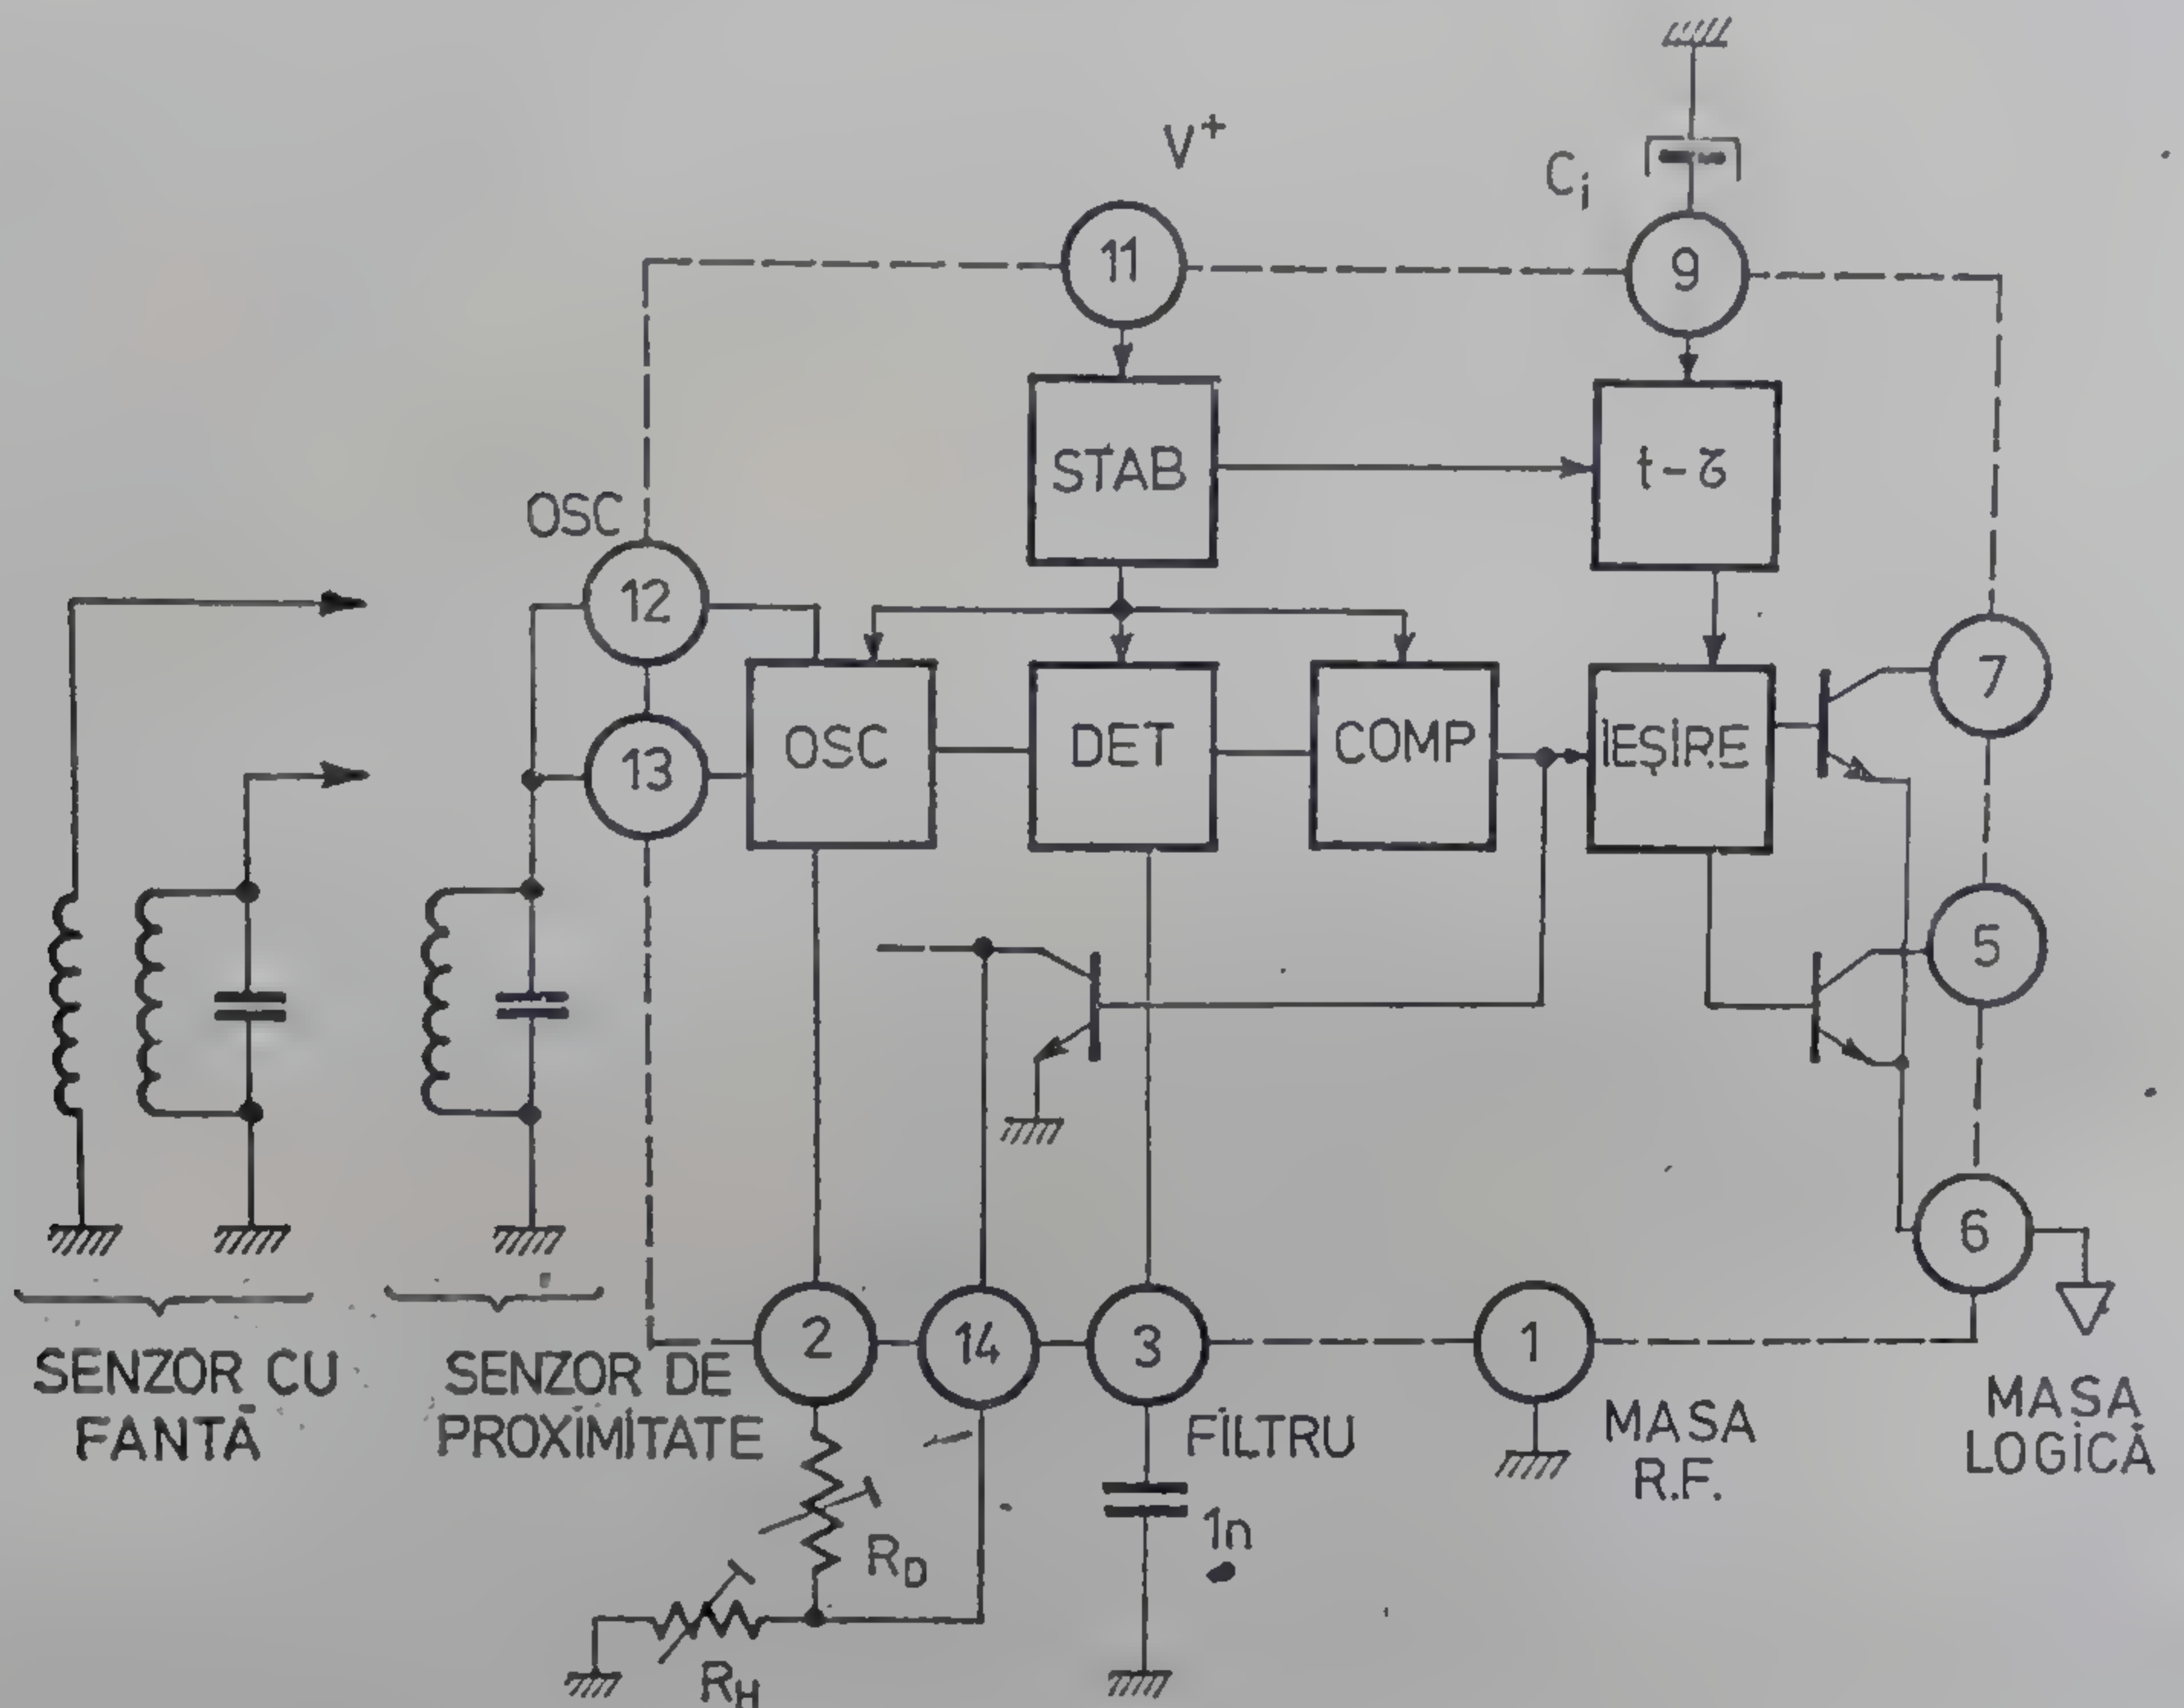 V+
Ci
11
9
STAB
t-τ
OSC
12
7
13
OSC
DET
COMP
IEŞIRE
5
6
2
14
3
1
SENZOR CU
FANTĂ
SENZOR DE
PROXIMITATE
FILTRU
MASA
R.F.
MASA
LOGICĂ
1n
RD
RH